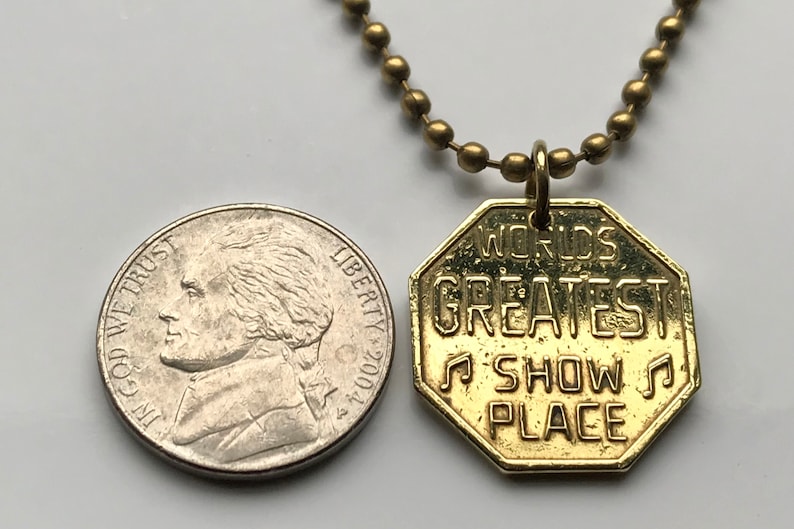 IN GOD WE TRUST
LIBERTY • 2004
P
WORLDS
GREATEST
♫ SHOW ♫
PLACE